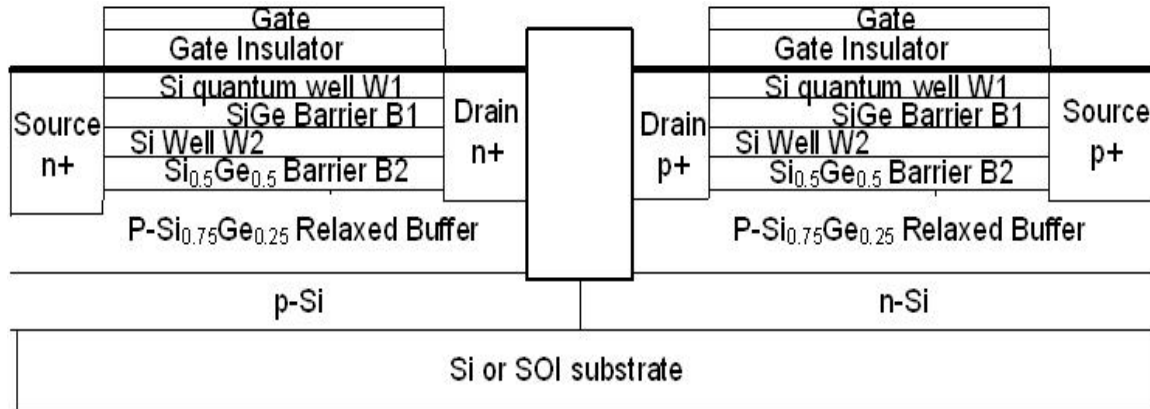 Gate
Gate Insulator
Si quantum well W1
SiGe Barrier B1
Si Well W2
Si0.5Ge0.5 Barrier B2
Source
n+
Drain
n+
P-Si0.75Ge0.25 Relaxed Buffer
p-Si
Gate
Gate Insulator
Si quantum well W1
SiGe Barrier B1
Si Well W2
Si0.5Ge0.5 Barrier B2
Drain
p+
Source
p+
P-Si0.75Ge0.25 Relaxed Buffer
n-Si
Si or SOI substrate